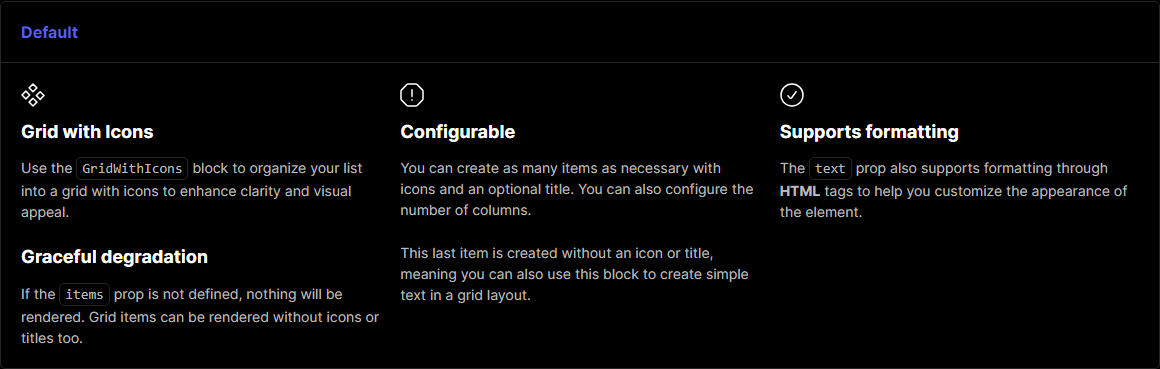 Default
Grid with Icons
Use the GridWithIcons block to organize your list
into a grid with icons to enhance clarity and visual
appeal.
Configurable
You can create as many items as necessary with
icons and an optional title. You can also configure the
number of columns.
Supports formatting
The text prop also supports formatting through
HTML tags to help you customize the appearance of
the element.
Graceful degradation
If the items prop is not defined, nothing will be
rendered. Grid items can be rendered without icons or
titles too.
This last item is created without an icon or title,
meaning you can also use this block to create simple
text in a grid layout.